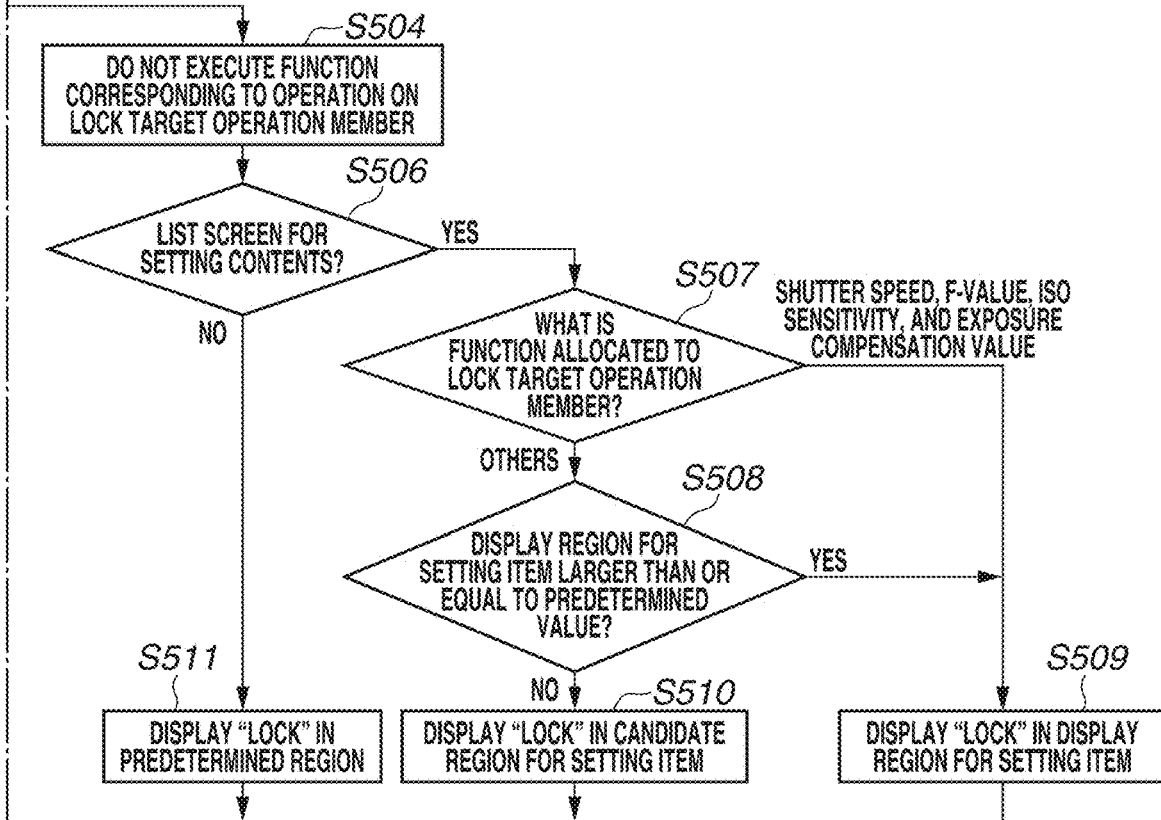 S504
DO NOT EXECUTE FUNCTION
CORRESPONDING TO OPERATION ON
LOCK TARGET OPERATION MEMBER
S506
LIST SCREEN FOR
SETTING CONTENTS?
YES
NO
S507
WHAT IS
FUNCTION ALLOCATED TO
LOCK TARGET OPERATION
MEMBER?
SHUTTER SPEED, F-VALUE, ISO
SENSITIVITY, AND EXPOSURE
COMPENSATION VALUE
OTHERS
S508
DISPLAY REGION FOR
SETTING ITEM LARGER THAN OR
EQUAL TO PREDETERMINED
VALUE?
YES
NO
S511
DISPLAY “LOCK” IN
PREDETERMINED REGION
S510
DISPLAY “LOCK” IN CANDIDATE
REGION FOR SETTING ITEM
S509
DISPLAY “LOCK” IN DISPLAY
REGION FOR SETTING ITEM